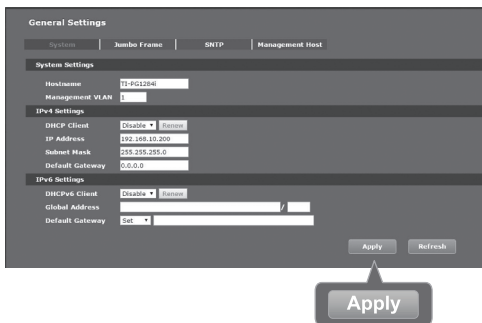 General Settings
System Jumbo Frame SNTP Management Host
System Settings
Hostname TI-PG1284i
Management VLAN 1
IPv4 Settings
DHCP Client Disable Renew
IP Address 192.168.10.200
Subnet Mask 255.255.255.0
Default Gateway 0.0.0.0
IPv6 Settings
DHCPv6 Client Disable Renew
Global Address /
Default Gateway Set
Apply Refresh
Apply